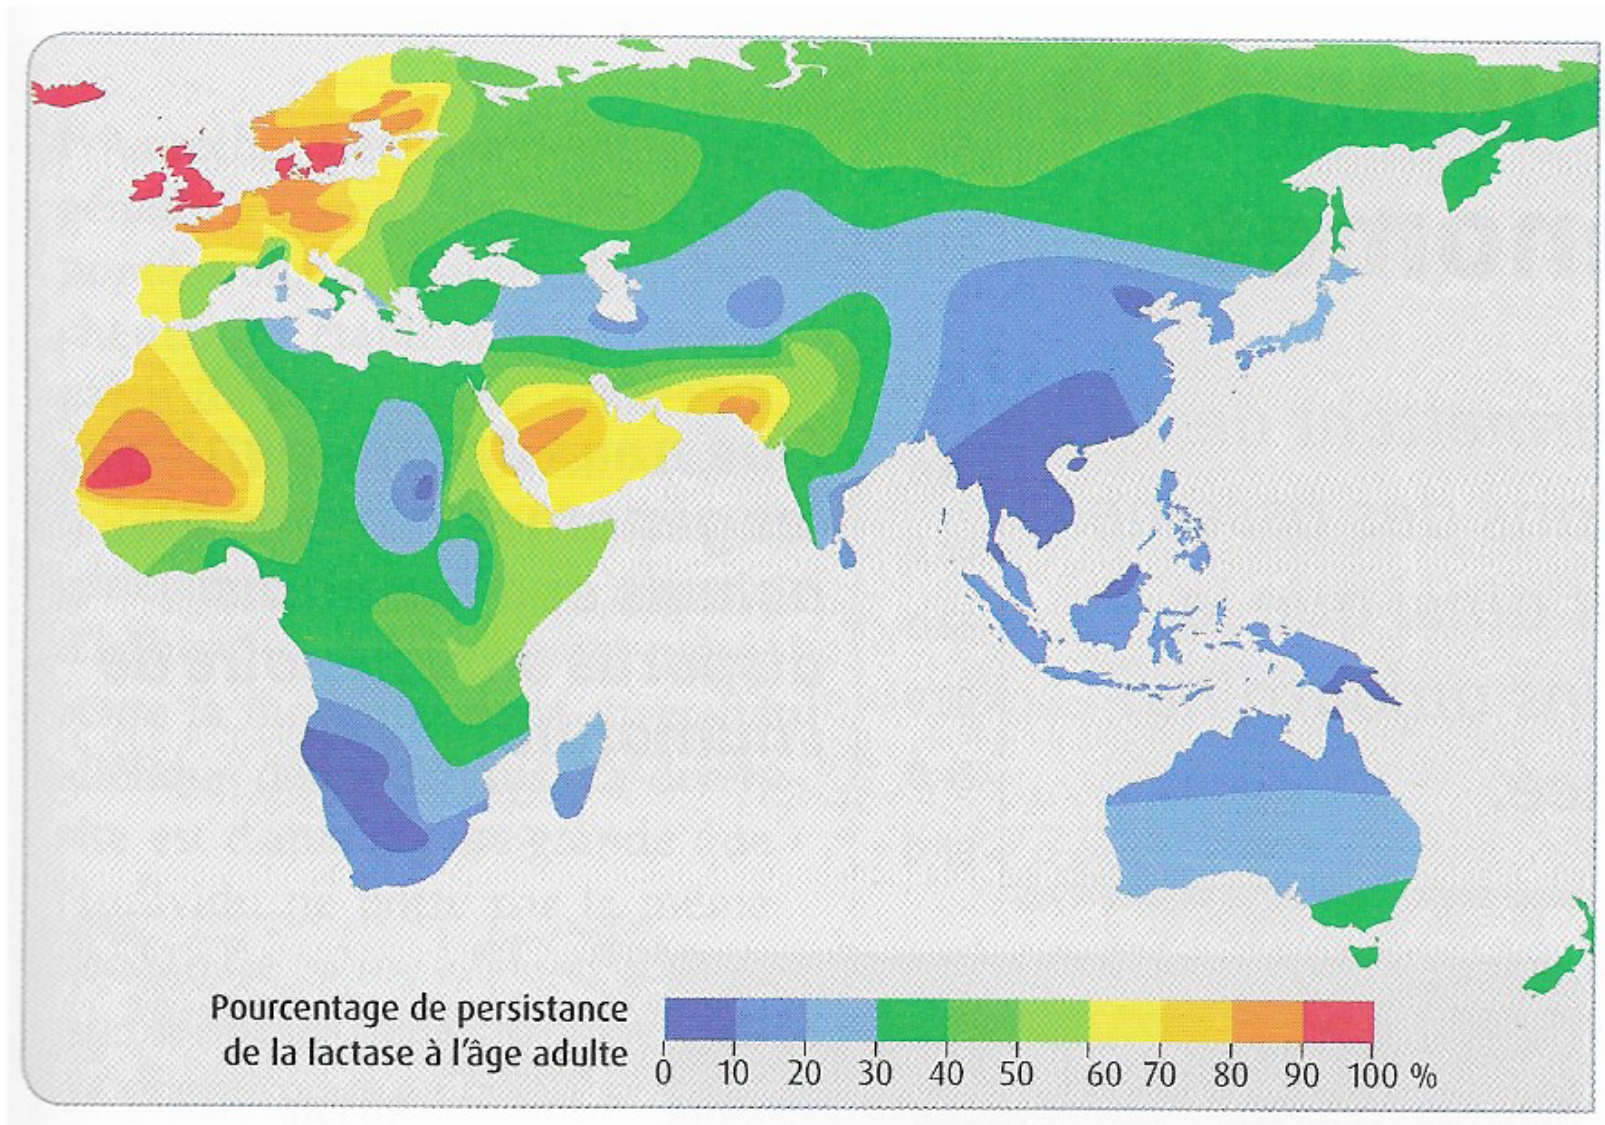 Pourcentage de persistance
de la lactase à l'âge adulte
0 10 20 30 40 50 60 70 80 90 100 %